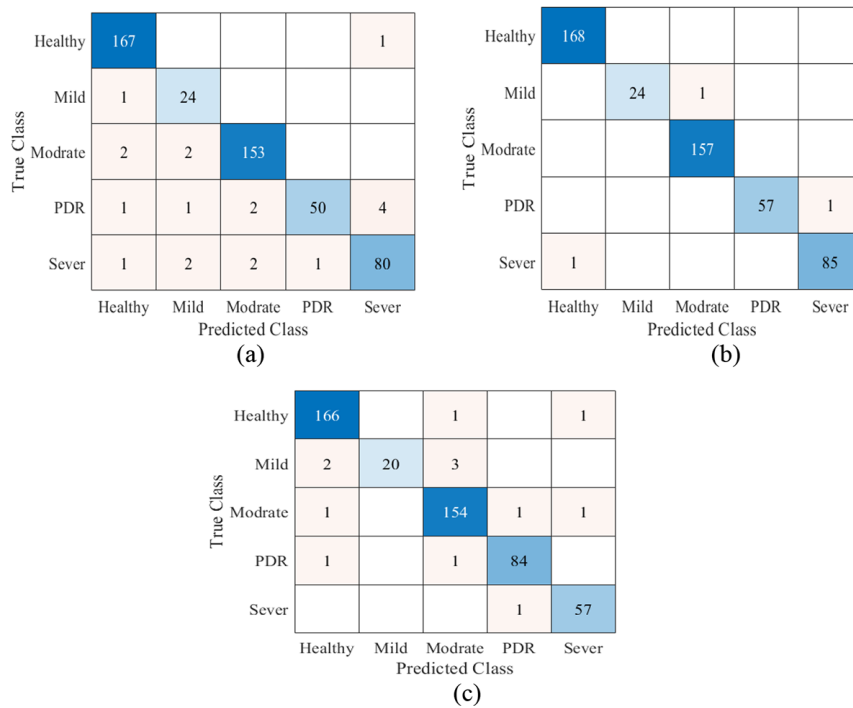 Healthy 167 1
Mild 1 24
Modrate 2 2 153
PDR 1 1 2 50 4
Sever 1 2 2 1 80
Healthy Mild Modrate PDR Sever
Predicted Class
True Class
(a)
Healthy 168
Mild 24 1
Modrate 157
PDR 57 1
Sever 1 85
Healthy Mild Modrate PDR Sever
Predicted Class
True Class
(b)
Healthy 166 1 1
Mild 2 20 3
Modrate 1 154 1 1
PDR 1 1 84
Sever 1 57
Healthy Mild Modrate PDR Sever
Predicted Class
True Class
(c)